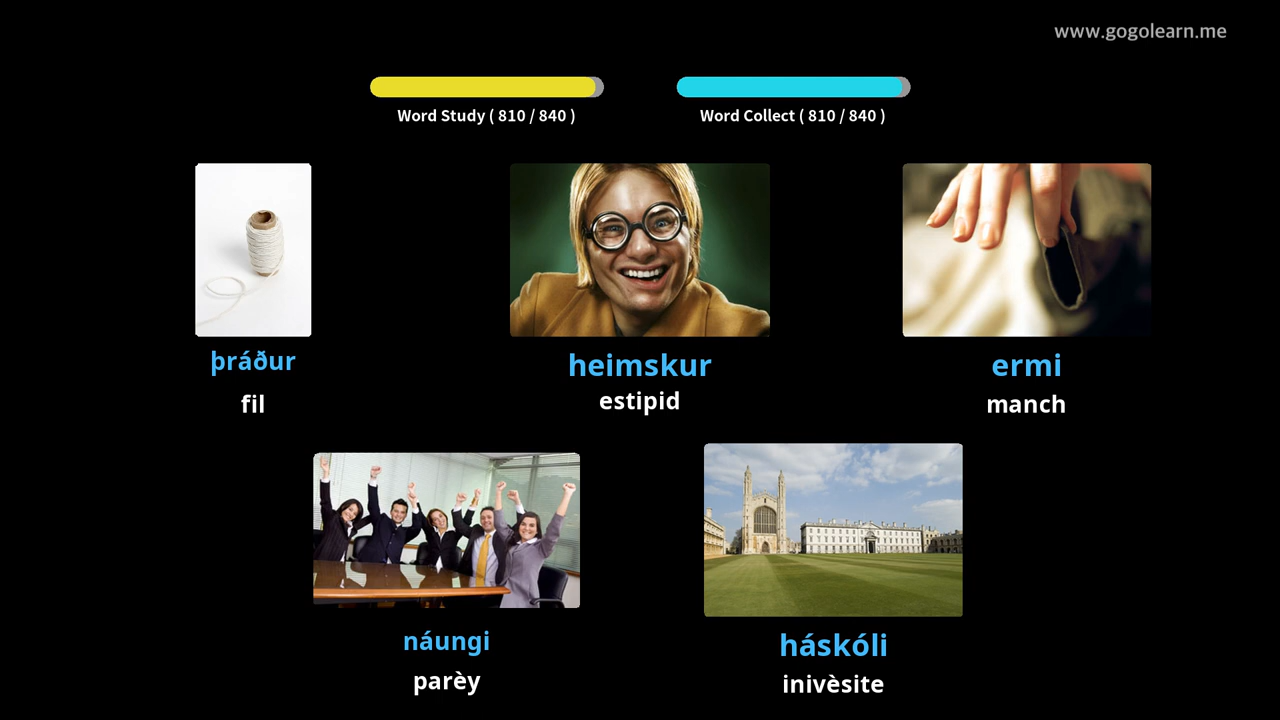 www.gogolearn.me
Word Study ( 810 / 840 )
Word Collect ( 810 / 840 )
þráður
fil
heimskur
estipid
ermi
manch
náungi
parèy
háskóli
inivèsite